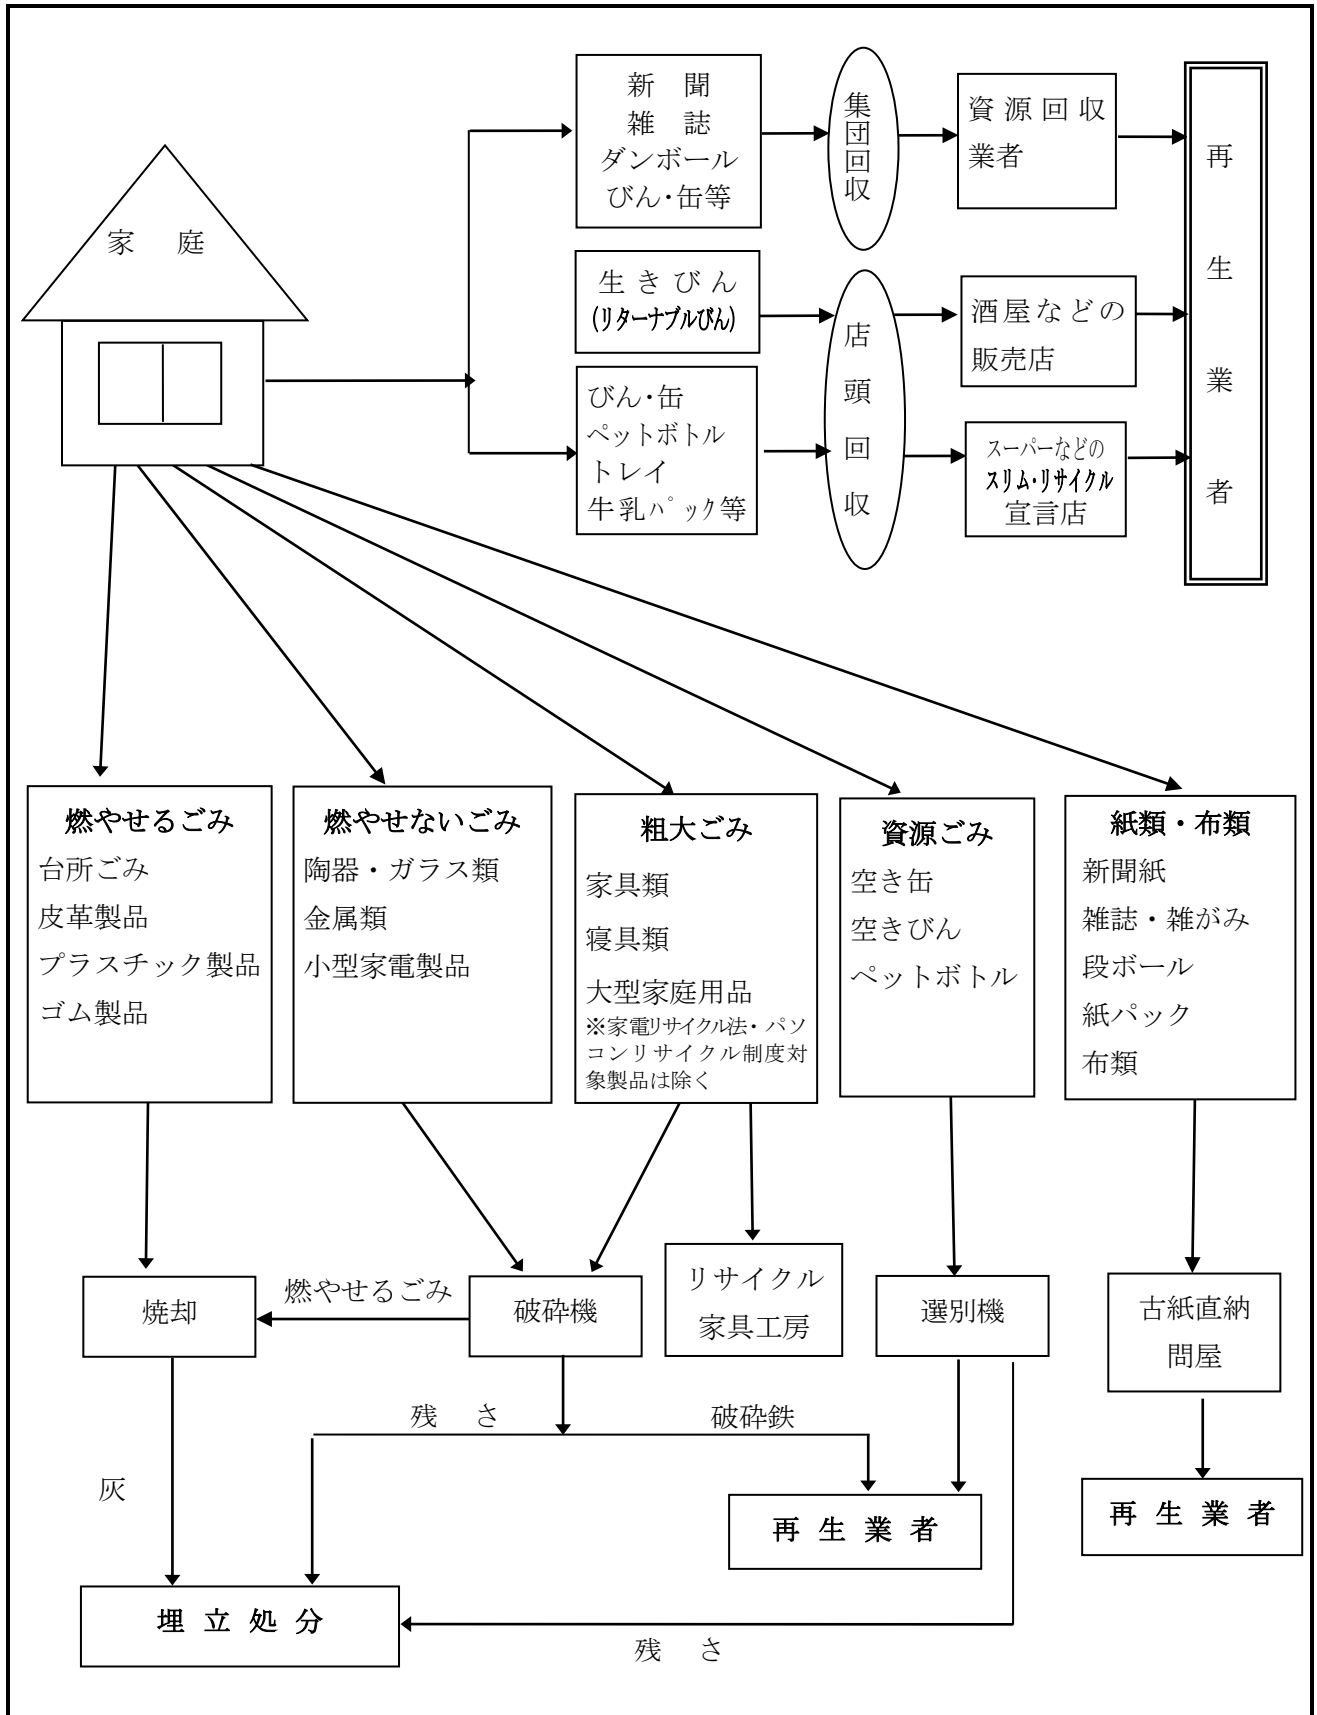 家庭
新聞
雑誌
ダンボール
びん・缶等
集団回収
資源回収
業者
再生業者
生きびん
(リターナブルびん)
店頭回収
酒屋などの
販売店
びん・缶
ペットボトル
トレイ
牛乳パック等
スーパーなどの
スリム・リサイクル
宣言店
燃やせるごみ
台所ごみ
皮革製品
プラスチック製品
ゴム製品
燃やせないごみ
陶器・ガラス類
金属類
小型家電製品
粗大ごみ
家具類
寝具類
大型家庭用品
※家電リサイクル法・パソ
コンリサイクル制度対
象製品は除く
資源ごみ
空き缶
空きびん
ペットボトル
紙類・布類
新聞紙
雑誌・雑がみ
段ボール
紙パック
布類
焼却
燃やせるごみ
破砕機
リサイクル
家具工房
選別機
古紙直納
問屋
残さ
破砕鉄
灰
再生業者
再生業者
埋立処分
残さ